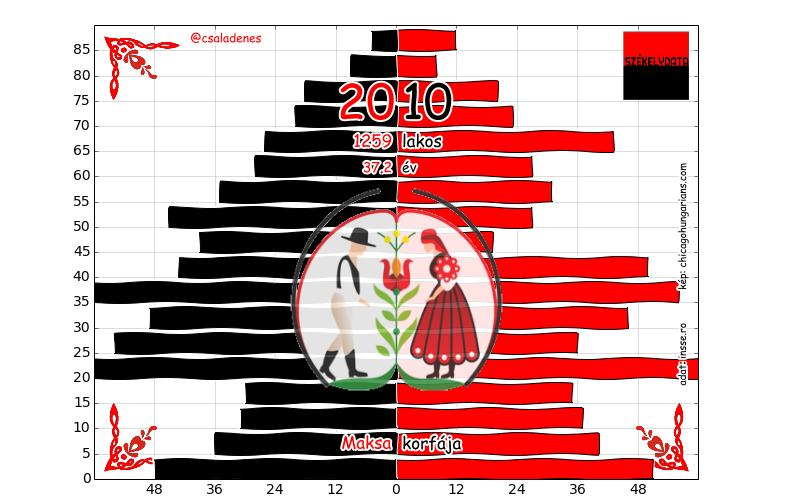 @csaladenes
SZÉKELYDATA
2010
1259 lakos
37.2 év
kép: chicagohungarians.com
adat: insse.ro
Maksa korfája
85
80
75
70
65
60
55
50
45
40
35
30
25
20
15
10
5
0
48 36 24 12 0 12 24 36 48